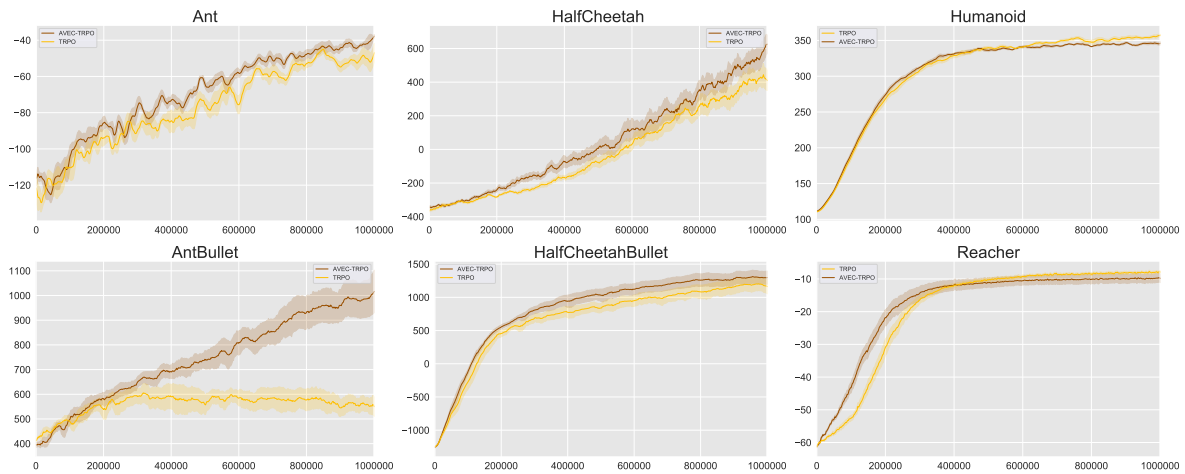 Ant
AVEC-TRPO
TRPO
−40
−60
−80
−100
−120
0 200000 400000 600000 800000 1000000
HalfCheetah
AVEC-TRPO
TRPO
600
400
200
0
−200
−400
0 200000 400000 600000 800000 1000000
Humanoid
TRPO
AVEC-TRPO
350
300
250
200
150
100
0 200000 400000 600000 800000 1000000
AntBullet
AVEC-TRPO
TRPO
1100
1000
900
800
700
600
500
400
0 200000 400000 600000 800000 1000000
HalfCheetahBullet
AVEC-TRPO
TRPO
1500
1000
500
0
−500
−1000
0 200000 400000 600000 800000 1000000
Reacher
TRPO
AVEC-TRPO
−10
−20
−30
−40
−50
−60
0 200000 400000 600000 800000 1000000